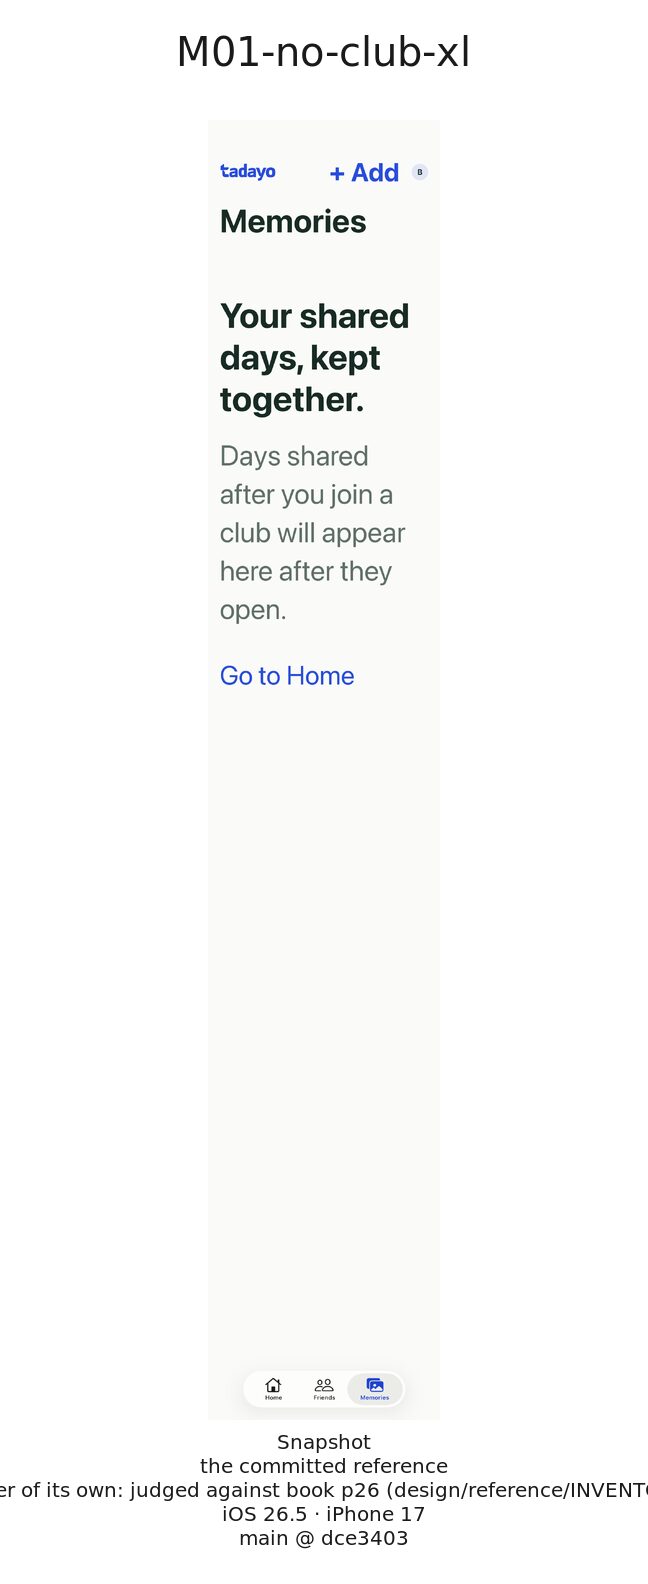 M01-no-club-xl
tadayo
+ Add
B
Memories
Your shared
days, kept
together.
Days shared
after you join a
club will appear
here after they
open.
Go to Home
Home
Friends
Memories
Snapshot
the committed reference
of its own: judged against book p26 (design/reference/
iOS 26.5 · iPhone 17
main @ dce3403